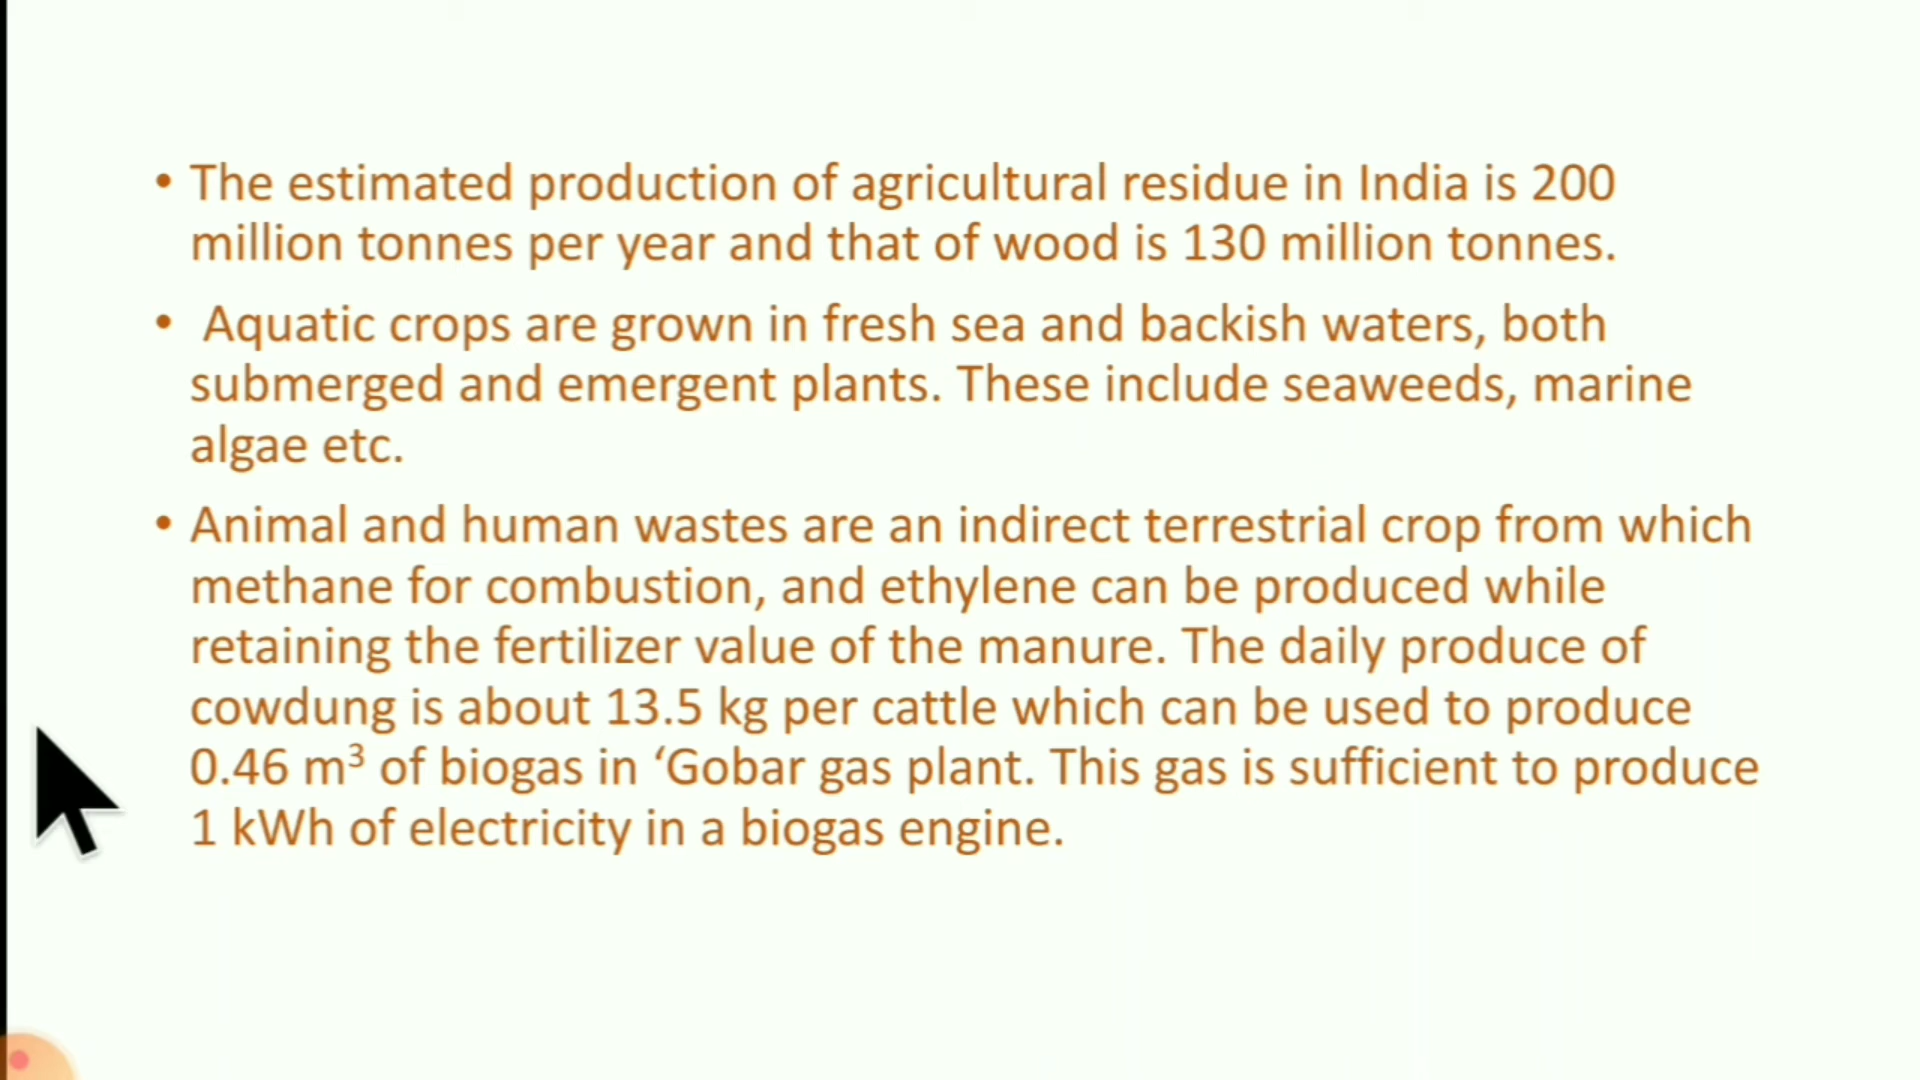 • The estimated production of agricultural residue in India is 200
million tonnes per year and that of wood is 130 million tonnes.
• Aquatic crops are grown in fresh sea and backish waters, both
submerged and emergent plants. These include seaweeds, marine
algae etc.
• Animal and human wastes are an indirect terrestrial crop from which
methane for combustion, and ethylene can be produced while
retaining the fertilizer value of the manure. The daily produce of
cowdung is about 13.5 kg per cattle which can be used to produce
0.46 m³ of biogas in ‘Gobar gas plant. This gas is sufficient to produce
1 kWh of electricity in a biogas engine.